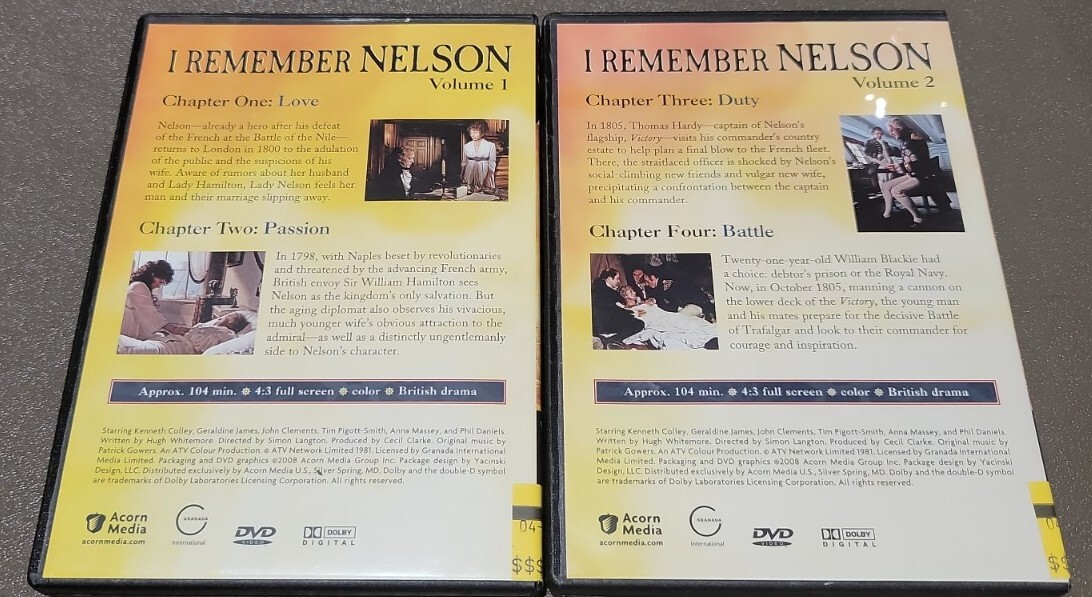 I REMEMBER NELSON
Volume 1
Chapter One: Love
Nelson—already a hero after his defeat
of the French at the Battle of the Nile—
returns to London in 1800 to the adulation
of the public and the suspicions of his
wife. Aware of rumors about her husband
and Lady Hamilton, Lady Nelson feels her
man and their marriage slipping away.
Chapter Two: Passion
In 1798, with Naples beset by revolutionaries
and threatened by the advancing French army,
British envoy Sir William Hamilton sees
Nelson as the kingdom's only salvation. But
the aging diplomat also observes his vivacious,
much younger wife's obvious attraction to the
admiral—as well as a distinctly ungentlemanly
side to Nelson's character.
Approx. 104 min. ❁ 4:3 full screen ❁ color ❁ British drama
Starring Kenneth Colley, Geraldine James, John Clements, Tim Pigott-Smith, Anna Massey, and Phil Daniels.
Written by Hugh Whitemore. Directed by Simon Langton. Produced by Cecil Clarke. Original music by
Patrick Gowers. An ATV Colour Production. © ATV Network Limited 1981. Licensed by Granada International
Media Limited. Packaging and DVD graphics ©2008 Acorn Media Group Inc. Package design by Yacinski
Design, LLC. Distributed exclusively by Acorn Media U.S., Silver Spring, MD. Dolby and the double-D symbol
are trademarks of Dolby Laboratories Licensing Corporation. All rights reserved.
Acorn
Media
acornmedia.com
GRANADA
International
DVD
VIDEO
DOLBY
DIGITAL
04-
$$$
I REMEMBER NELSON
Volume 2
Chapter Three: Duty
In 1805, Thomas Hardy—captain of Nelson's
flagship, Victory—visits his commander's country
estate to help plan a final blow to the French fleet.
There, the straitlaced officer is shocked by Nelson's
social-climbing new friends and vulgar new wife,
precipitating a confrontation between the captain
and his commander.
Chapter Four: Battle
Twenty-one-year-old William Blackie had
a choice: debtor's prison or the Royal Navy.
Now, in October 1805, manning a cannon on
the lower deck of the Victory, the young man
and his mates prepare for the decisive Battle
of Trafalgar and look to their commander for
courage and inspiration.
Approx. 104 min. ❁ 4:3 full screen ❁ color ❁ British drama
Starring Kenneth Colley, Geraldine James, John Clements, Tim Pigott-Smith, Anna Massey, and Phil Daniels.
Written by Hugh Whitemore. Directed by Simon Langton. Produced by Cecil Clarke. Original music by
Patrick Gowers. An ATV Colour Production. © ATV Network Limited 1981. Licensed by Granada International
Media Limited. Packaging and DVD graphics ©2008 Acorn Media Group Inc. Package design by Yacinski
Design, LLC. Distributed exclusively by Acorn Media U.S., Silver Spring, MD. Dolby and the double-D symbol
are trademarks of Dolby Laboratories Licensing Corporation. All rights reserved.
Acorn
Media
acornmedia.com
GRANADA
International
DVD
VIDEO
DOLBY
DIGITAL